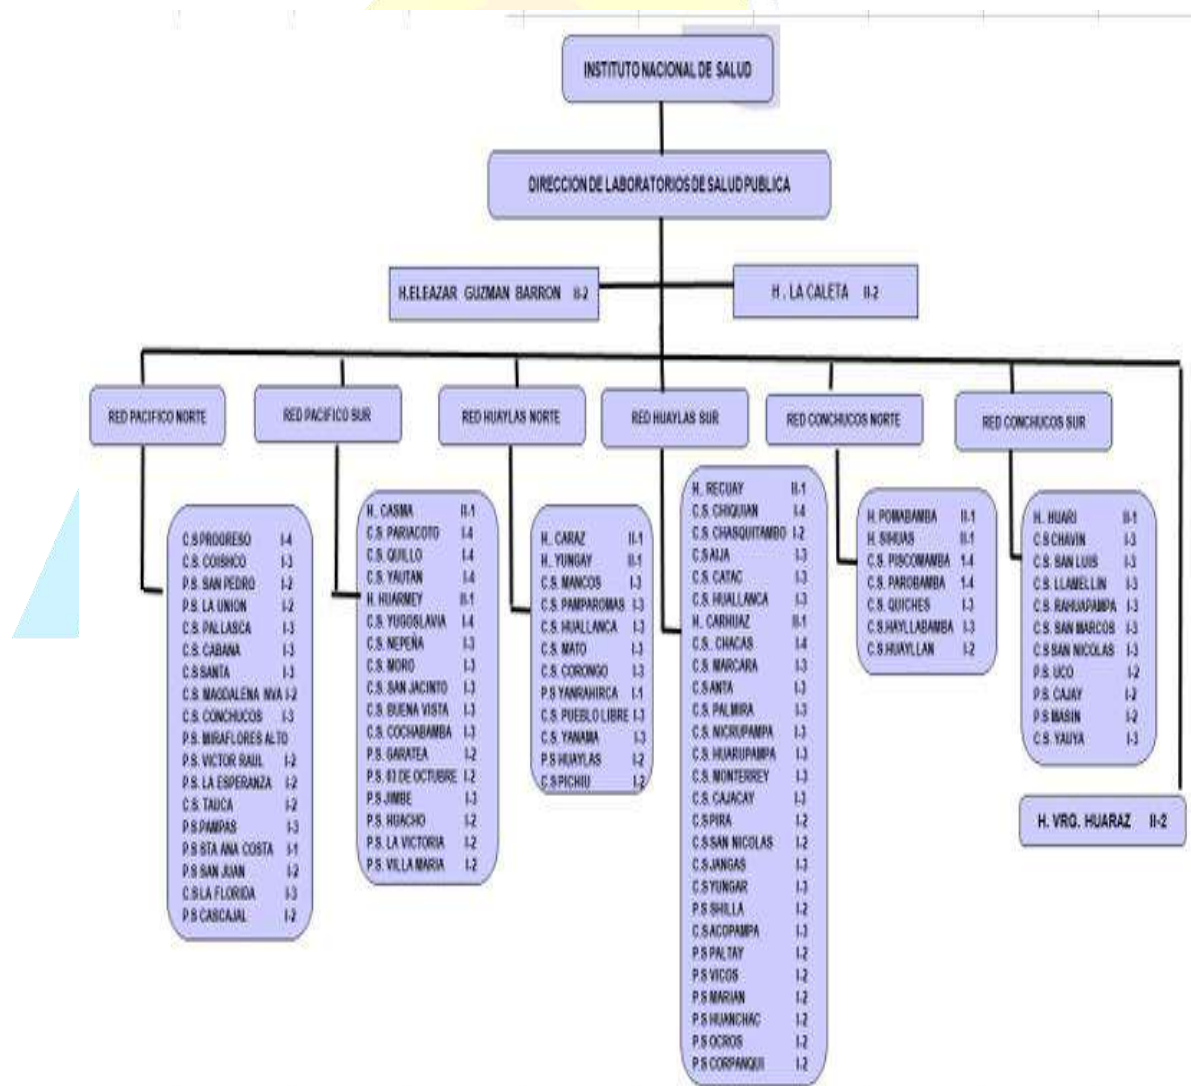 INSTITUTO NACIONAL DE SALUD
DIRECCION DE LABORATORIOS DE SALUD PUBLICA
H.ELEAZAR GUZMAN BARRON II-2
H . LA CALETA II-2
RED PACIFICO NORTE
RED PACIFICO SUR
RED HUAYLAS NORTE
RED HUAYLAS SUR
RED CONCHUCOS NORTE
RED CONCHUCOS SUR
C.S PROGRESO I-4
C.S. COISHCO I-3
P.S. SAN PEDRO I-2
P.S. LA UNION I-2
C.S. PALLASCA I-3
C.S. CABANA I-3
C.S SANTA I-3
C.S. MAGDALENA NVA I-2
C.S. CONCHUCOS I-3
P.S. MIRAFLORES ALTO
P.S. VICTOR RAUL I-2
P.S. LA ESPERANZA I-2
C.S. TAUCA I-2
P.S.PAMPAS I-3
P.S STA ANA COSTA I-1
P.S SAN JUAN I-2
C.S LA FLORIDA I-3
P.S CASCAJAL I-2
H. CASMA II-1
C.S. PARIACOTO I-4
C.S. QUILLO I-4
C.S. YAUTAN I-4
H. HUARMEY II-1
C.S. YUGOSLAVIA I-4
C.S. NEPEÑA I-3
C.S. MORO I-3
C.S. SAN JACINTO I-3
C.S. BUENA VISTA I-3
C.S. COCHABAMBA I-3
P.S. GARATEA I-2
P.S. 03 DE OCTUBRE I-2
P.S JIMBE I-3
P.S. HUACHO I-2
P.S. LA VICTORIA I-2
P.S. VILLA MARIA I-2
H. CARAZ II-1
H. YUNGAY II-1
C.S. MANCOS I-3
C.S. PAMPAROMAS I-3
C.S. HUALLANCA I-3
C.S. MATO I-3
C.S. CORONGO I-3
P.S YANRAHIRCA I-1
C.S. PUEBLO LIBRE I-3
C.S. YANAMA I-3
P.S HUAYLAS I-2
C.S PICHIU I-2
H. RECUAY II-1
C.S. CHIQUIAN I-4
C.S. CHASQUITAMBO I-2
C.S AIJA I-3
C.S. CATAC I-3
C.S. HUALLANCA I-3
H. CARHUAZ II-1
C.S.. CHACAS I-4
C.S. MARCARA I-3
C.S ANTA I-3
C.S. PALMIRA I-3
C.S. NICRUPAMPA I-3
C.S. HUARUPAMPA I-3
C.S. MONTERREY I-3
C.S. CAJACAY I-3
C.S PIRA I-2
C.S SAN NICOLAS I-2
C.S JANGAS I-3
C.S YUNGAR I-3
P.S SHILLA I-2
C.S ACOPAMPA I-3
P.S PALTAY I-2
P.S VICOS I-2
P.S MARIAN I-2
P.S HUANCHAC I-2
P.S OCROS I-2
P.S CORPANQUI I-2
H. POMABAMBA II-1
H. SIHUAS II-1
C.S. PISCOMAMBA 1-4
C.S. PAROBAMBA 1-4
C.S. QUICHES I-3
C.S.HAYLLABAMBA I-3
C.S.HUAYLLAN I-2
H. HUARI II-1
C.S CHAVIN I-3
C.S. SAN LUIS I-3
C.S. LLAMELLIN I-3
C.S. RAHUAPAMPA I-3
C.S. SAN MARCOS I-3
C.S SAN NICOLAS I-3
P.S. UCO I-2
P.S. CAJAY I-2
P.S MASIN I-2
C.S. YAUYA I-3
H. VRG. HUARAZ II-2